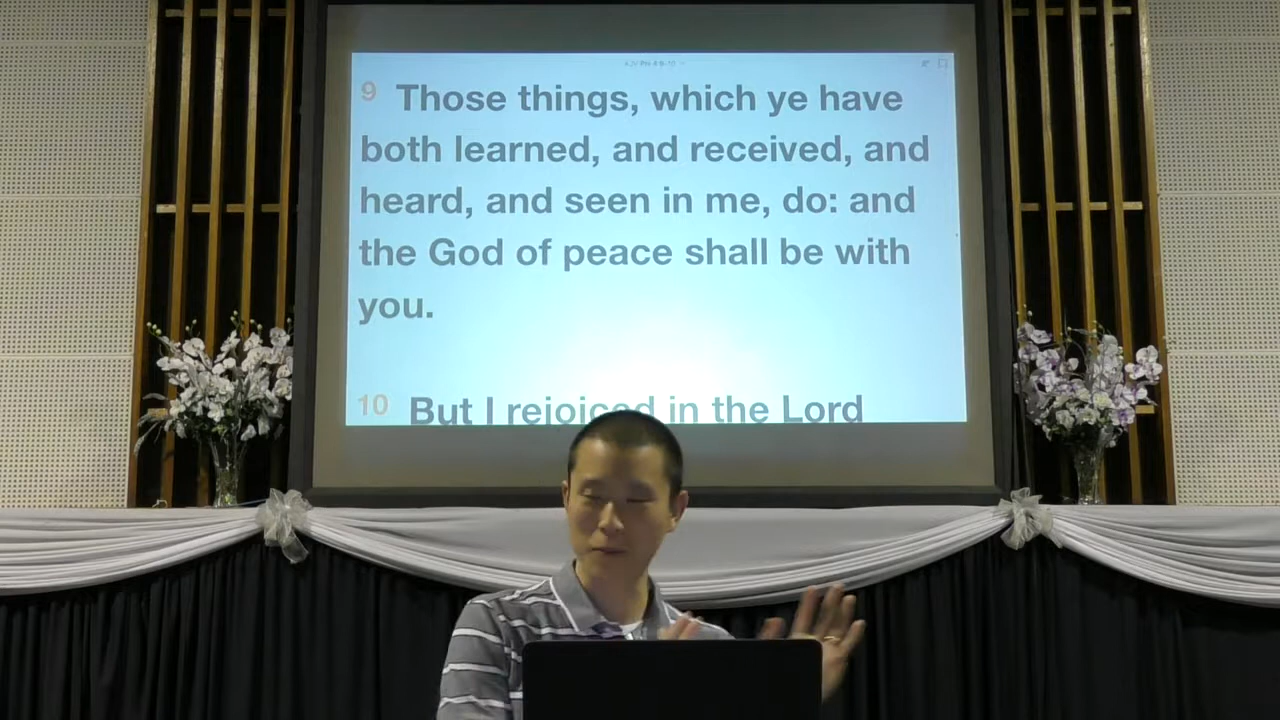 9 Those things, which ye have
both learned, and received, and
heard, and seen in me, do: and
the God of peace shall be with
you.
10 But I rejoiced in the Lord